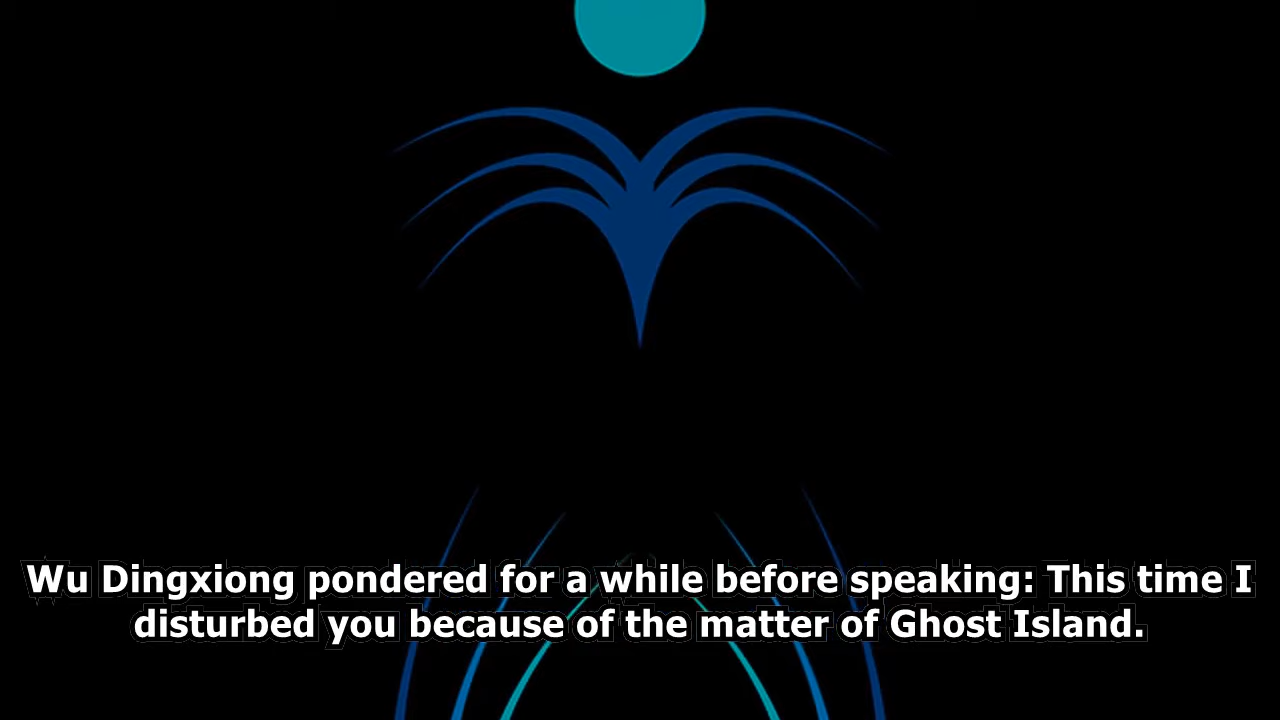 Wu Dingxiong pondered for a while before speaking: This time I
disturbed you because of the matter of Ghost Island.